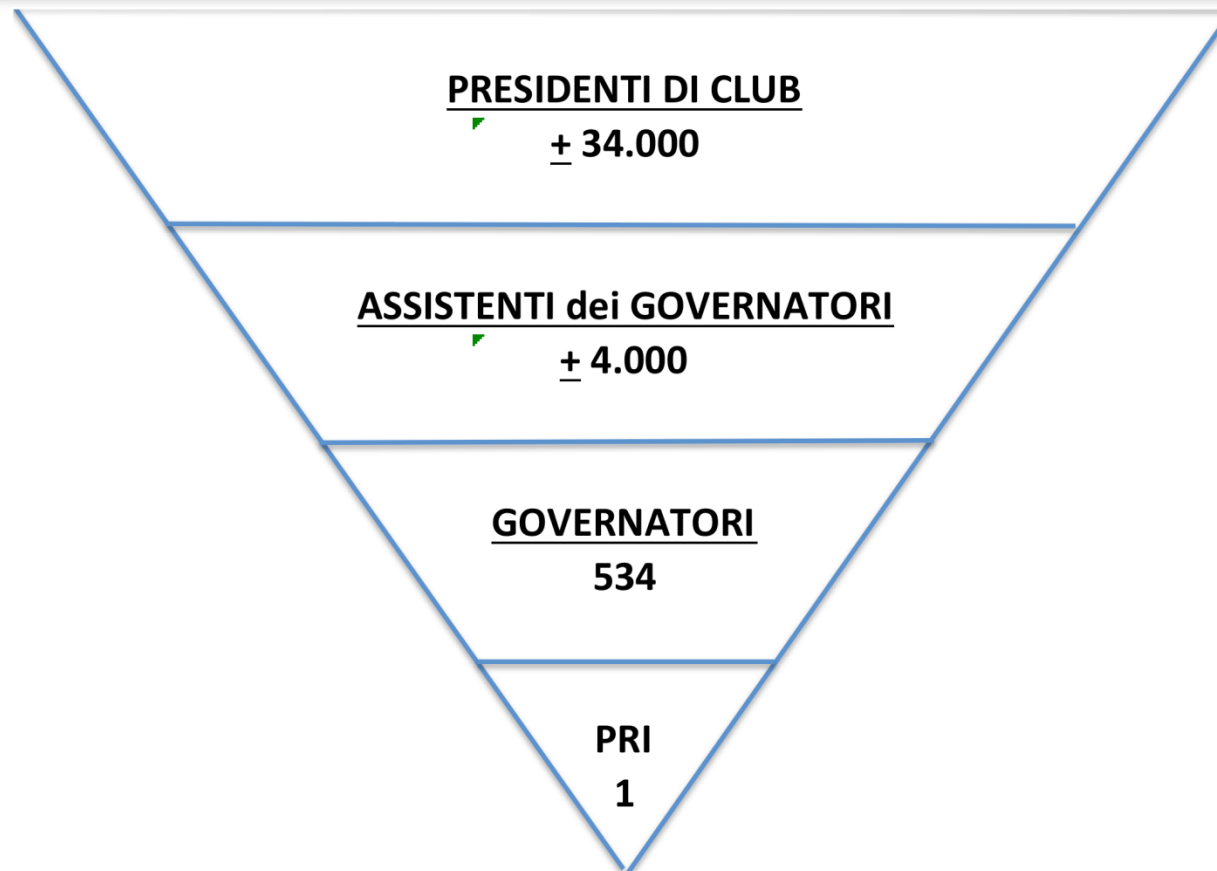 PRESIDENTI DI CLUB
± 34.000
ASSISTENTI dei GOVERNATORI
± 4.000
GOVERNATORI
534
PRI
1